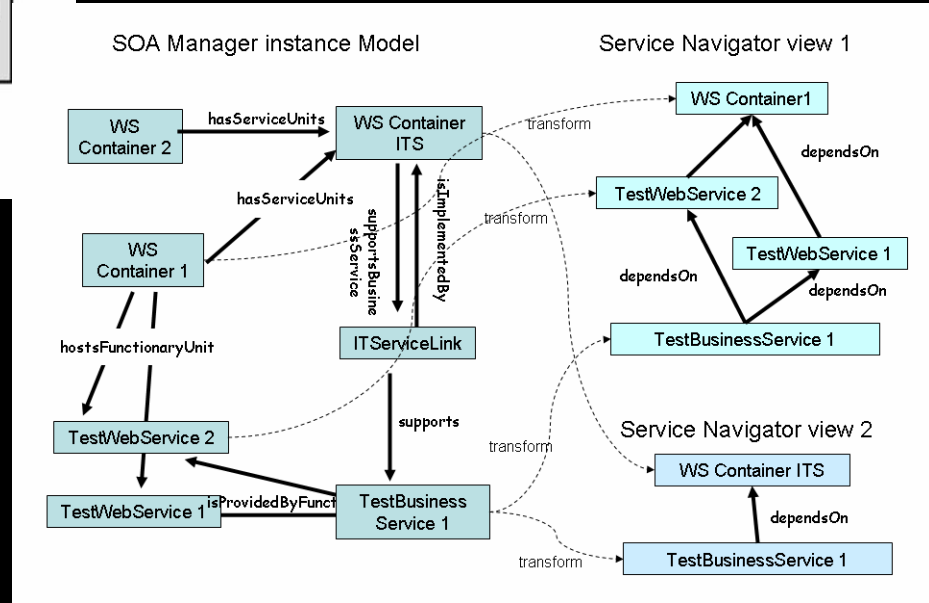 SOA Manager instance Model
Service Navigator view 1
WS
Container 2
hasServiceUnits
WS Container
ITS
transform
WS Container1
dependsOn
hasServiceUnits
supportsBusine
ssService
isImplementedBy
transform
TestWebService 2
WS
Container 1
TestWebService 1
dependsOn
dependsOn
hostsFunctionaryUnit
ITServiceLink
TestBusinessService 1
supports
TestWebService 2
transform
Service Navigator view 2
WS Container ITS
TestWebService 1
isProvidedByFunct
TestBusiness
Service 1
dependsOn
transform
TestBusinessService 1